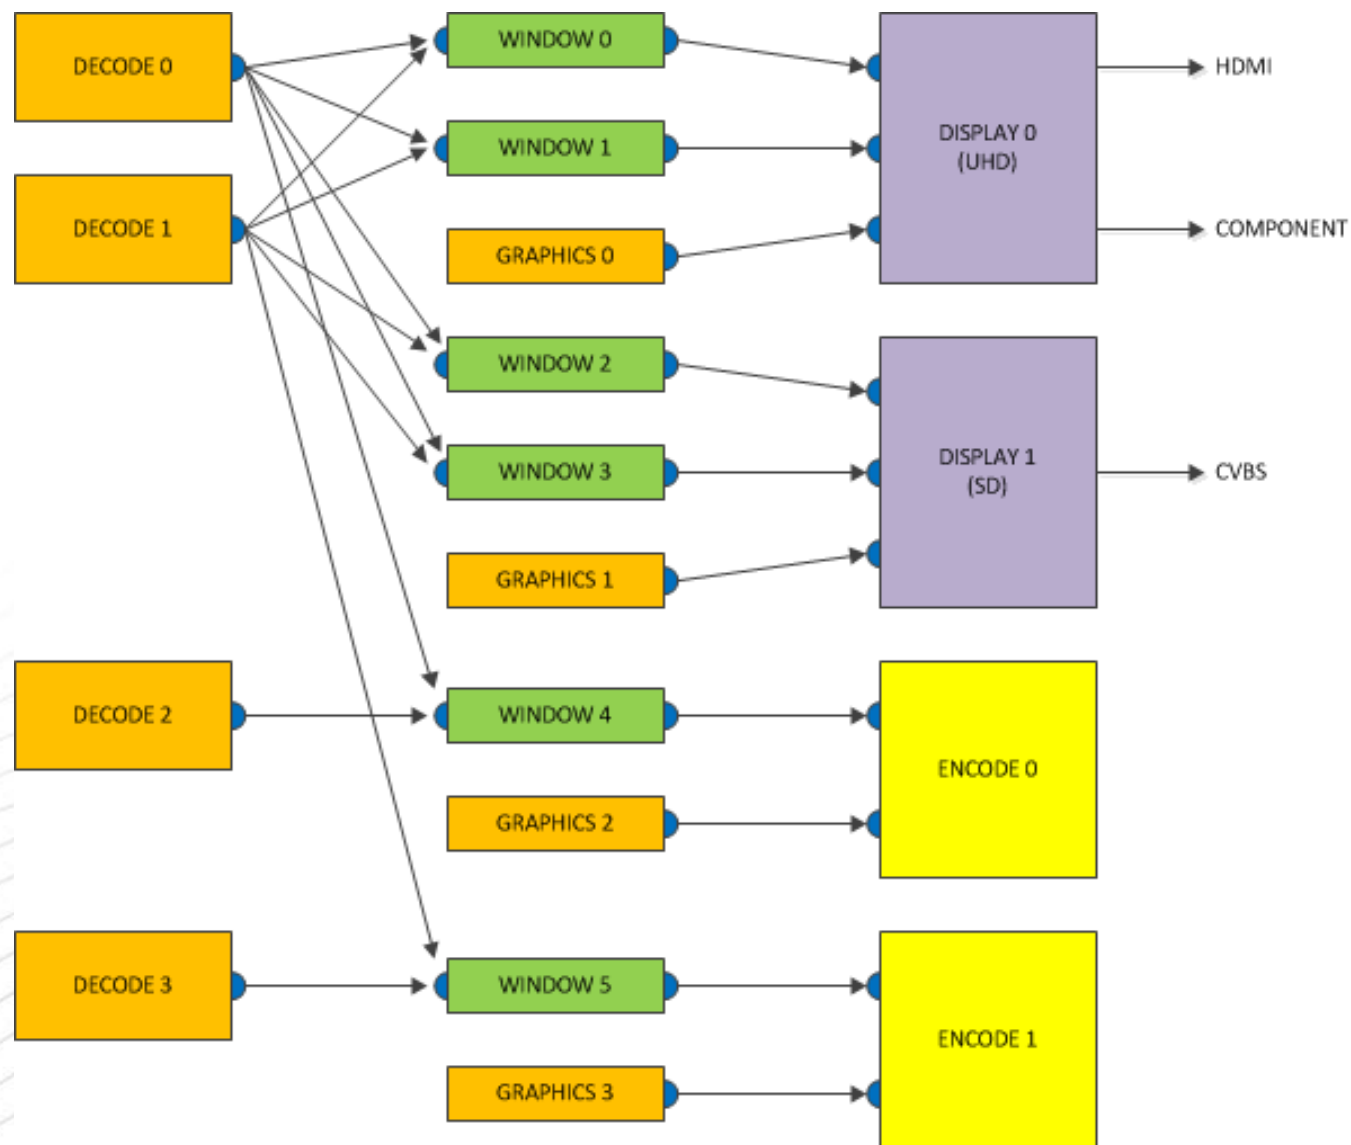 DECODE 0
WINDOW 0
HDMI
DISPLAY 0
(UHD)
WINDOW 1
DECODE 1
GRAPHICS 0
COMPONENT
WINDOW 2
WINDOW 3
DISPLAY 1
(SD)
CVBS
GRAPHICS 1
DECODE 2
WINDOW 4
ENCODE 0
GRAPHICS 2
DECODE 3
WINDOW 5
ENCODE 1
GRAPHICS 3